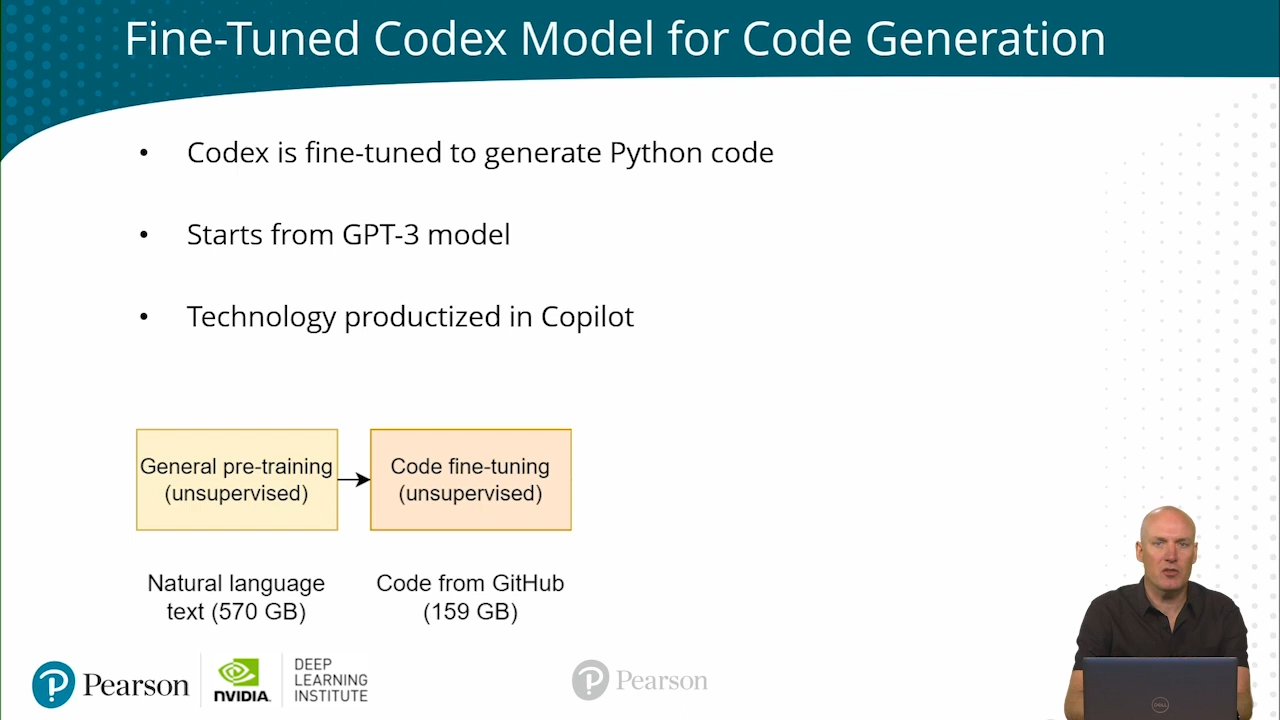 Fine-Tuned Codex Model for Code Generation
• Codex is fine-tuned to generate Python code
• Starts from GPT-3 model
• Technology productized in Copilot
General pre-training
(unsupervised)
Code fine-tuning
(unsupervised)
Natural language
text (570 GB)
Code from GitHub
(159 GB)
Pearson
NVIDIA.
DEEP
LEARNING
INSTITUTE
Pearson
DELL